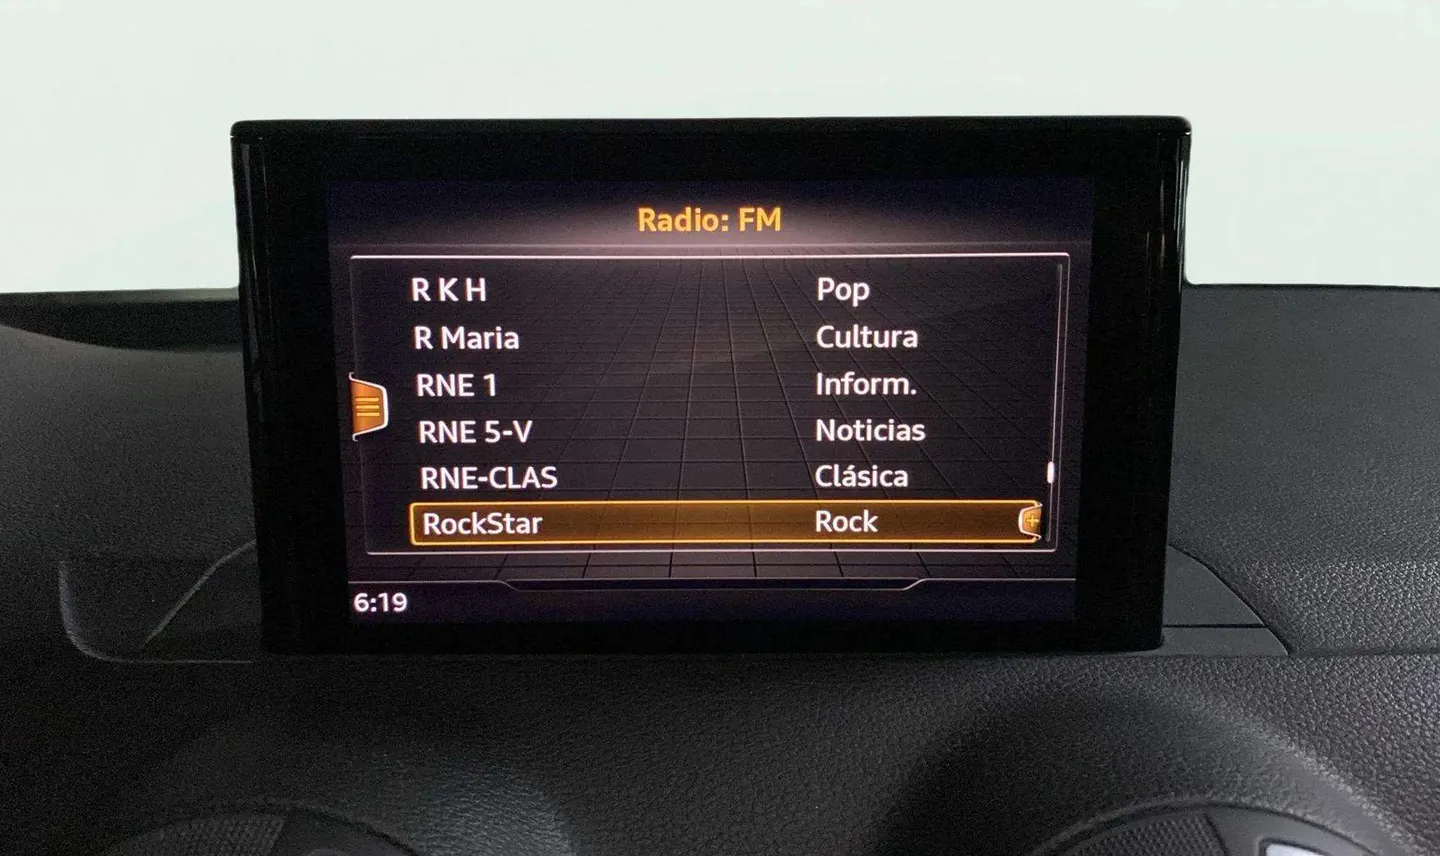 Radio: FM
R K H Pop
R Maria Cultura
RNE 1 Inform.
RNE 5-V Noticias
RNE-CLAS Clásica
RockStar Rock
6:19